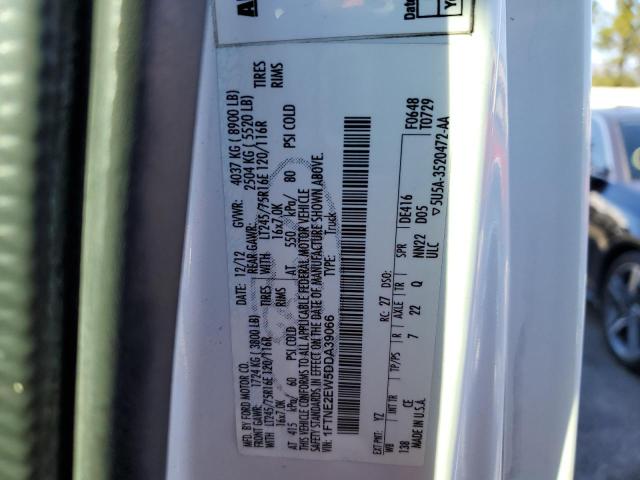 Date
MFD. BY FORD MOTOR CO.
DATE: 12/12 GVWR: 4037 KG ( 8900 LB)
FRONT GAWR: 1724 KG ( 3800 LB) REAR GAWR: 2504 KG ( 5520 LB)
LT245/75R16E 120/116R TIRES LT245/75R16E 120/116R TIRES
16x7.0K RIMS 16x7.0K RIMS
AT 415 kPa/ 60 PSI COLD AT 550 kPa/ 80 PSI COLD
THIS VEHICLE CONFORMS TO ALL APPLICABLE FEDERAL MOTOR VEHICLE
SAFETY STANDARDS IN EFFECT ON THE DATE OF MANUFACTURE SHOWN ABOVE.
VIN: 1FTNE2EW5DDA39066
TYPE: Truck
F0648
T0729
EXT PNT: YZ RC: 27 DSO:
WB INT TR TP/PS R AXLE TR SPR DE416
138 CE 7 22 Q NN22 D05
MADE IN U.S.A. ULC
▽5U5A-3520472-AA